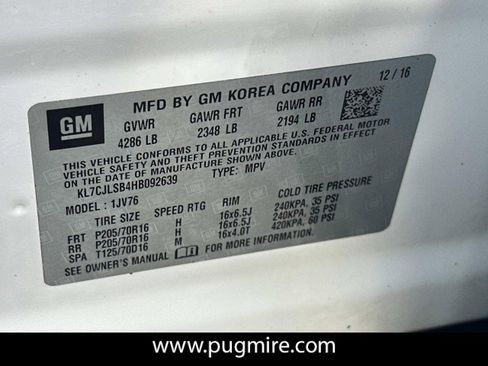 12 / 16
GM
MFD BY GM KOREA COMPANY
GVWR GAWR FRT GAWR RR
4286 LB 2348 LB 2194 LB
THIS VEHICLE CONFORMS TO ALL APPLICABLE U.S. FEDERAL MOTOR
VEHICLE SAFETY AND THEFT PREVENTION STANDARDS IN EFFECT ON
THE DATE OF MANUFACTURE SHOWN ABOVE.
KL7CJLSB4HB092639 TYPE: MPV
MODEL : 1JV76
TIRE SIZE SPEED RTG RIM COLD TIRE PRESSURE
FRT P205/70R16 H 16x6.5J 240KPA, 35 PSI
RR P205/70R16 H 16x6.5J 240KPA, 35 PSI
SPA T125/70D16 M 16x4.0T 420KPA, 60 PSI
SEE OWNER'S MANUAL FOR MORE INFORMATION.
www.pugmire.com